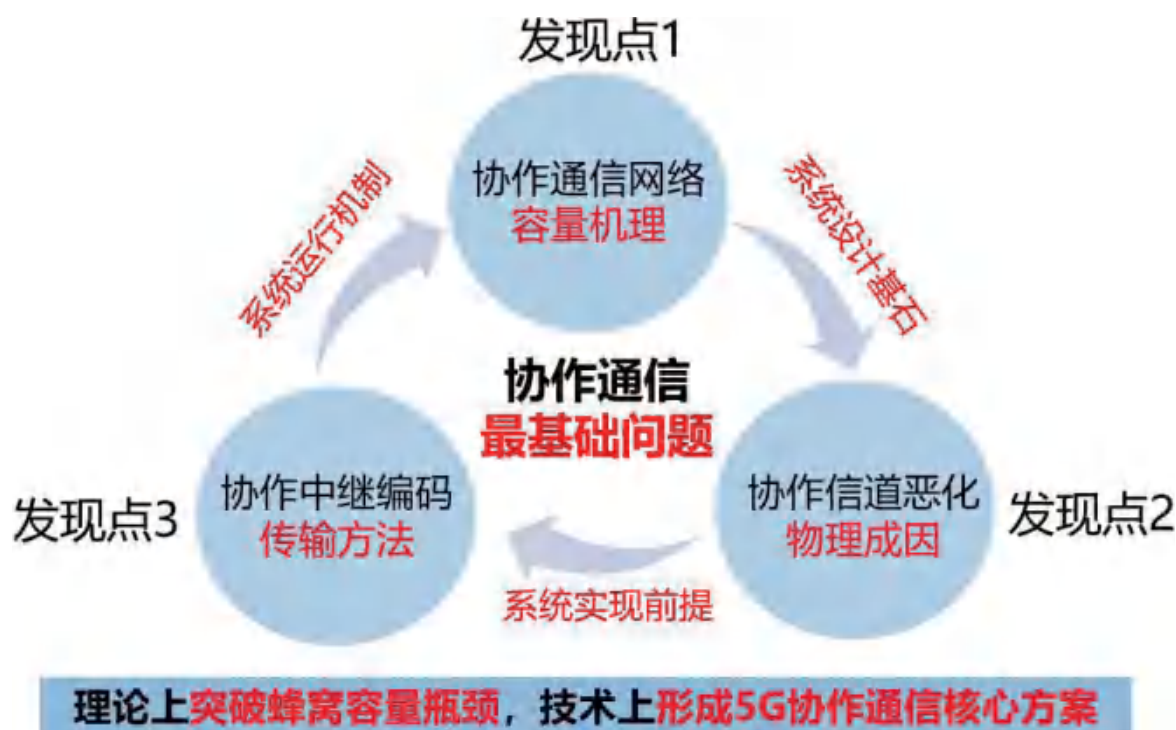 发现点1
协作通信网络
容量机理
系统运行机制
系统设计基石
协作通信
最基础问题
协作中继编码
传输方法
发现点3
协作信道恶化
物理成因
发现点2
系统实现前提
理论上突破蜂窝容量瓶颈，技术上形成5G协作通信核心方案